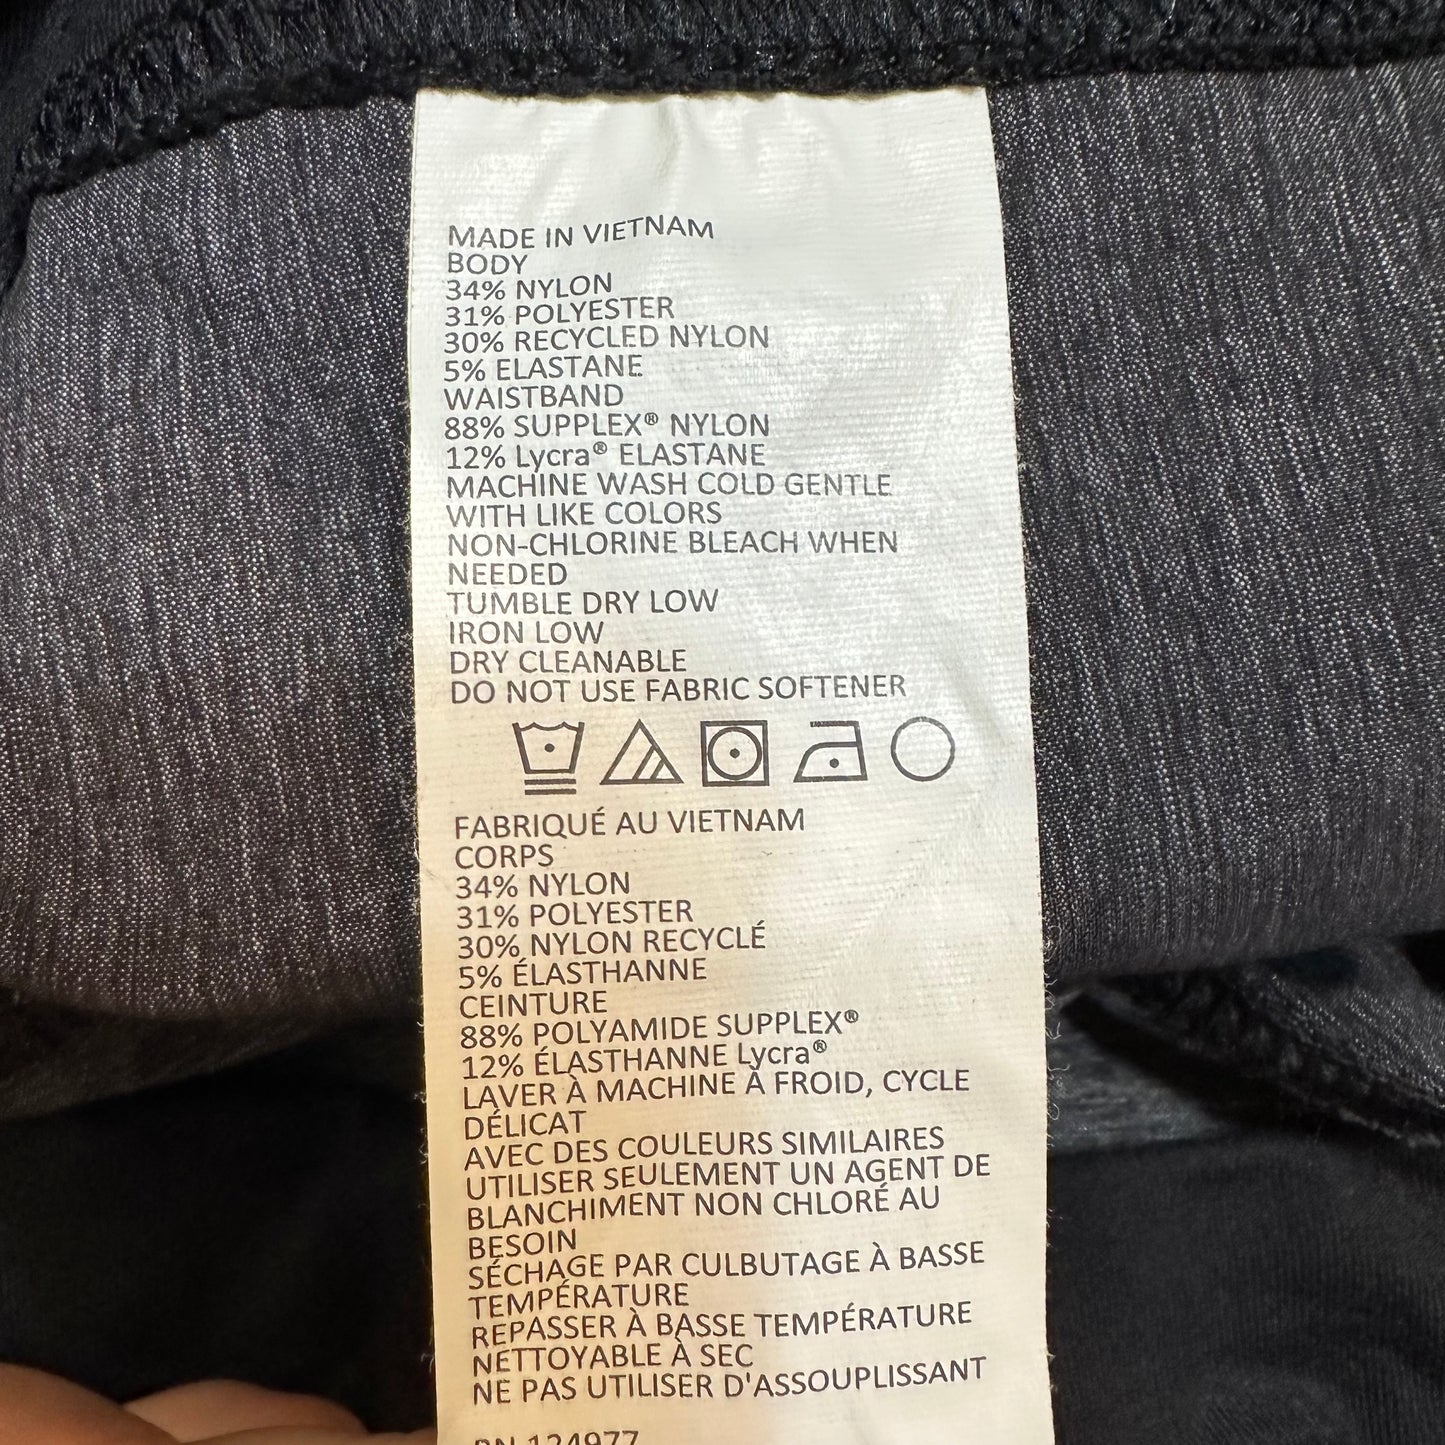 MADE IN VIETNAM
BODY
34% NYLON
31% POLYESTER
30% RECYCLED NYLON
5% ELASTANE
WAISTBAND
88% SUPPLEX® NYLON
12% Lycra® ELASTANE
MACHINE WASH COLD GENTLE
WITH LIKE COLORS
NON-CHLORINE BLEACH WHEN
NEEDED
TUMBLE DRY LOW
IRON LOW
DRY CLEANABLE
DO NOT USE FABRIC SOFTENER
FABRIQUÉ AU VIETNAM
CORPS
34% NYLON
31% POLYESTER
30% NYLON RECYCLÉ
5% ÉLASTHANNE
CEINTURE
88% POLYAMIDE SUPPLEX®
12% ÉLASTHANNE Lycra®
LAVER À MACHINE À FROID, CYCLE
DÉLICAT
AVEC DES COULEURS SIMILAIRES
UTILISER SEULEMENT UN AGENT DE
BLANCHIMENT NON CHLORÉ AU
BESOIN
SÉCHAGE PAR CULBUTAGE À BASSE
TEMPÉRATURE
REPASSER À BASSE TEMPÉRATURE
NETTOYABLE À SEC
NE PAS UTILISER D'ASSOUPLISSANT
RN 124977